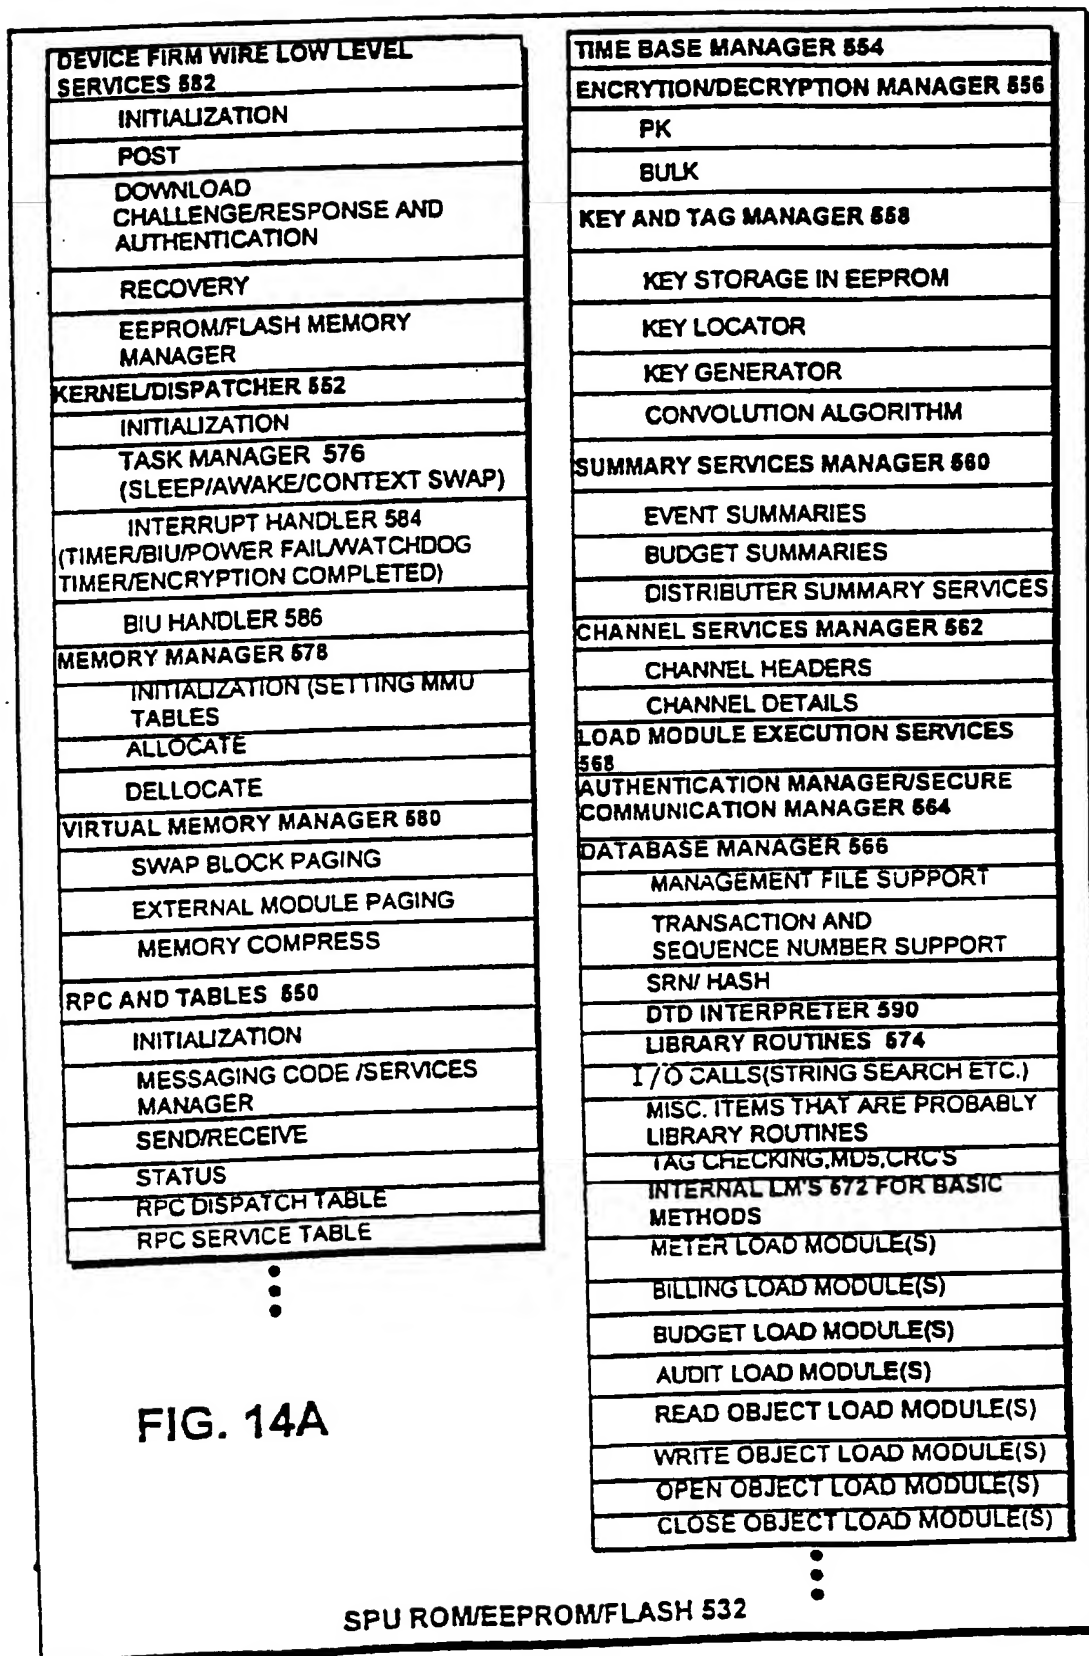 DEVICE FIRM WIRE LOW LEVEL
SERVICES 582
INITIALIZATION
POST
DOWNLOAD
CHALLENGE/RESPONSE AND
AUTHENTICATION
RECOVERY
EEPROM/FLASH MEMORY
MANAGER
KERNEL/DISPATCHER 552
INITIALIZATION
TASK MANAGER 576
(SLEEP/AWAKE/CONTEXT SWAP)
INTERRUPT HANDLER 584
(TIMER/BIU/POWER FAIL/WATCHDOG
TIMER/ENCRYPTION COMPLETED)
BIU HANDLER 586
MEMORY MANAGER 578
INITIALIZATION (SETTING MMU
TABLES
ALLOCATE
DELLOCATE
VIRTUAL MEMORY MANAGER 580
SWAP BLOCK PAGING
EXTERNAL MODULE PAGING
MEMORY COMPRESS
RPC AND TABLES 550
INITIALIZATION
MESSAGING CODE /SERVICES
MANAGER
SEND/RECEIVE
STATUS
RPC DISPATCH TABLE
RPC SERVICE TABLE
TIME BASE MANAGER 554
ENCRYTION/DECRYPTION MANAGER 556
PK
BULK
KEY AND TAG MANAGER 558
KEY STORAGE IN EEPROM
KEY LOCATOR
KEY GENERATOR
CONVOLUTION ALGORITHM
SUMMARY SERVICES MANAGER 560
EVENT SUMMARIES
BUDGET SUMMARIES
DISTRIBUTER SUMMARY SERVICES
CHANNEL SERVICES MANAGER 562
CHANNEL HEADERS
CHANNEL DETAILS
LOAD MODULE EXECUTION SERVICES
568
AUTHENTICATION MANAGER/SECURE
COMMUNICATION MANAGER 564
DATABASE MANAGER 566
MANAGEMENT FILE SUPPORT
TRANSACTION AND
SEQUENCE NUMBER SUPPORT
SRN/ HASH
DTD INTERPRETER 590
LIBRARY ROUTINES 574
I/O CALLS(STRING SEARCH ETC.)
MISC. ITEMS THAT ARE PROBABLY
LIBRARY ROUTINES
TAG CHECKING,MD5,CRC'S
INTERNAL LM'S 572 FOR BASIC
METHODS
METER LOAD MODULE(S)
BILLING LOAD MODULE(S)
BUDGET LOAD MODULE(S)
AUDIT LOAD MODULE(S)
READ OBJECT LOAD MODULE(S)
WRITE OBJECT LOAD MODULE(S)
OPEN OBJECT LOAD MODULE(S)
CLOSE OBJECT LOAD MODULE(S)
FIG. 14A
SPU ROM/EEPROM/FLASH 532